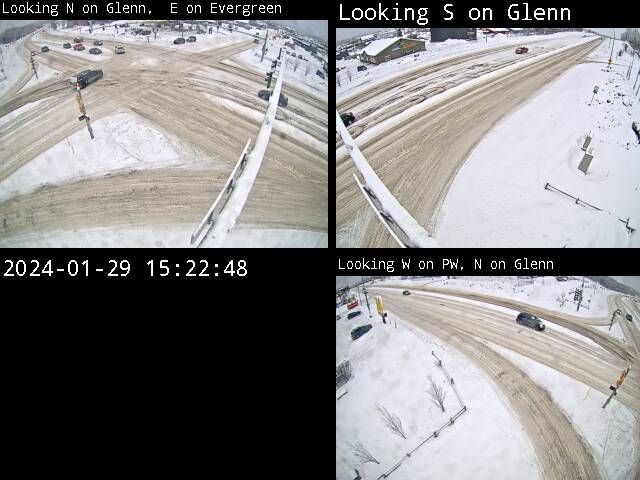 Looking N on Glenn,  E on Evergreen
Looking S on Glenn
2024-01-29 15:22:48
Looking W on PW, N on Glenn